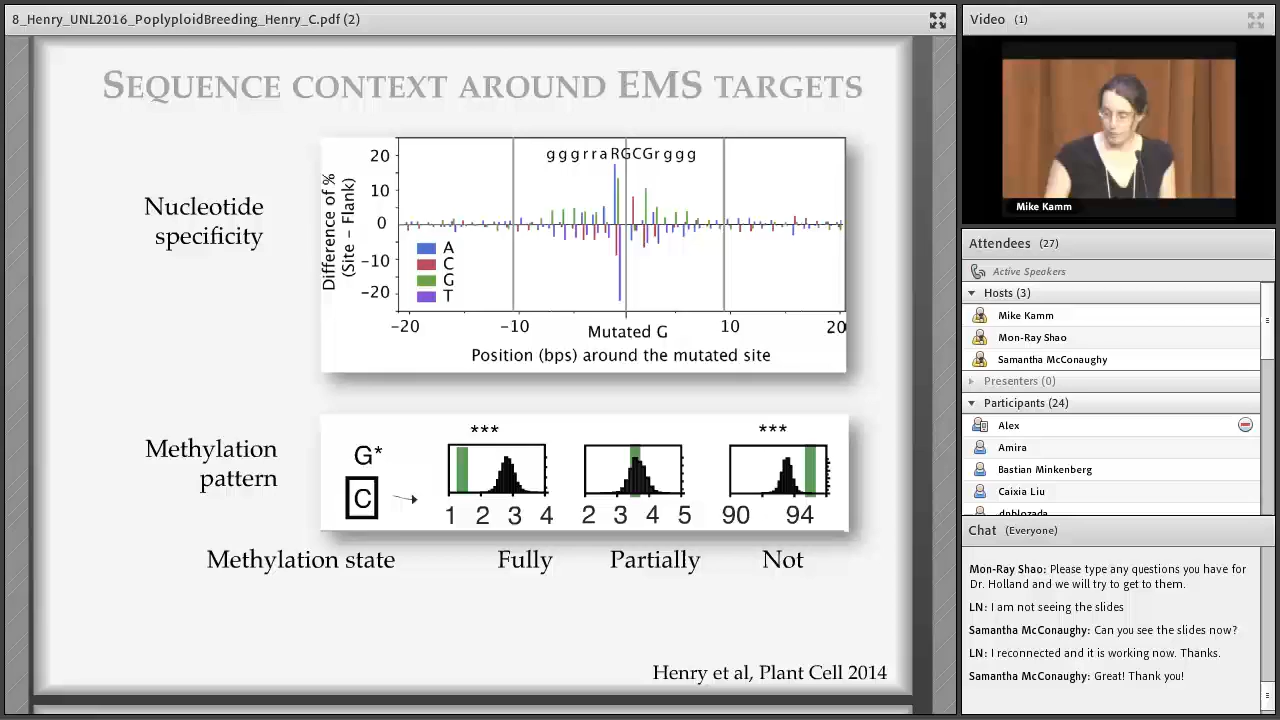 8_Henry_UNL2016_PoplyploidBreeding_Henry_C.pdf (2)
SEQUENCE CONTEXT AROUND EMS TARGETS
Nucleotide
specificity
Difference of %
(Site – Flank)
20
10
0
−10
−20
gggrraRGCGrggg
A
C
G
T
−20
−10
Mutated G
10
20
Position (bps) around the mutated site
Methylation
pattern
G*
C
***
1 2 3 4
2 3 4 5
***
90 94
Methylation state
Fully
Partially
Not
Henry et al, Plant Cell 2014
Video (1)
Mike Kamm
Attendees (27)
Active Speakers
Hosts (3)
Mike Kamm
Mon-Ray Shao
Samantha McConaughy
Presenters (0)
Participants (24)
Alex
Amira
Bastian Minkenberg
Caixia Liu
dnblozada
Chat (Everyone)
Mon-Ray Shao: Please type any questions you have for
Dr. Holland and we will try to get to them.
LN: I am not seeing the slides
Samantha McConaughy: Can you see the slides now?
LN: I reconnected and it is working now. Thanks.
Samantha McConaughy: Great! Thank you!